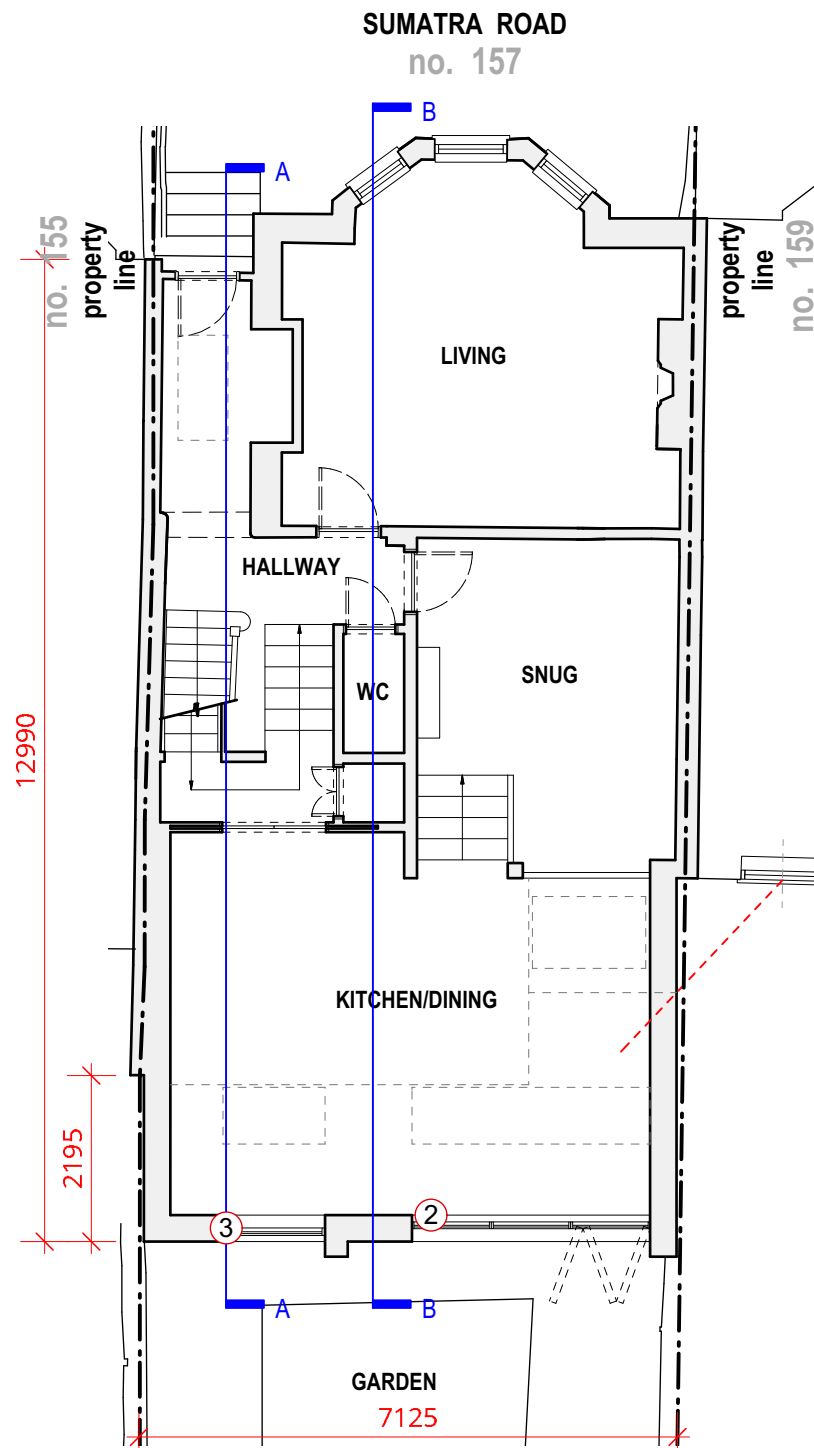 SUMATRA ROAD
no. 157
B
A
no. 155
property
line
property
line
no. 159
LIVING
HALLWAY
WC
SNUG
12990
KITCHEN/DINING
2195
3
2
A
B
GARDEN
7125